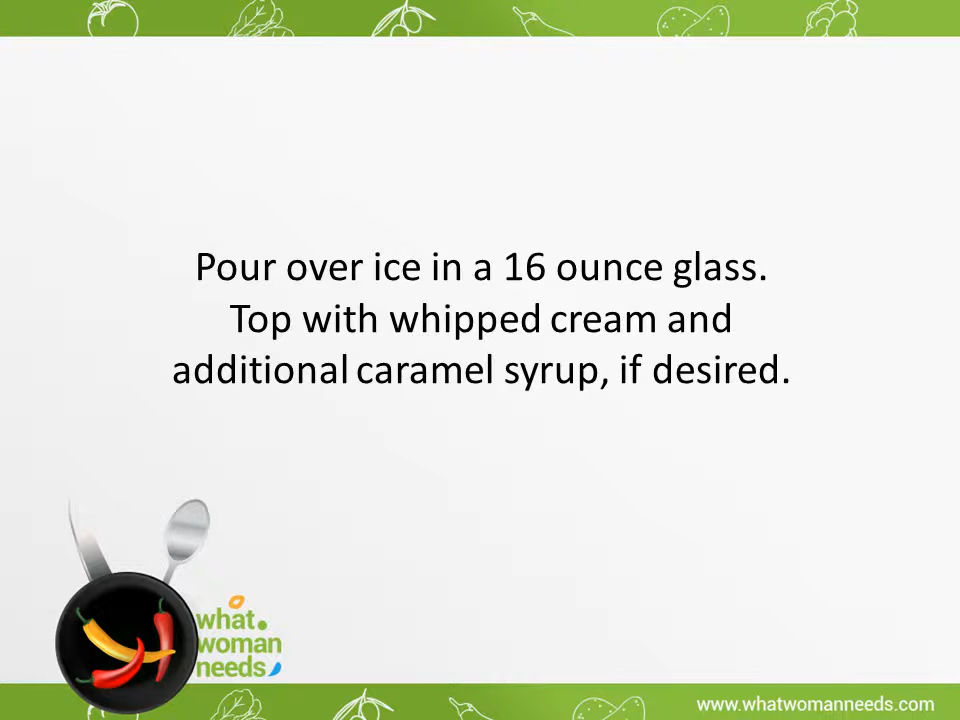 Pour over ice in a 16 ounce glass.
Top with whipped cream and
additional caramel syrup, if desired.
what.
woman
needs
www.whatwomanneeds.com